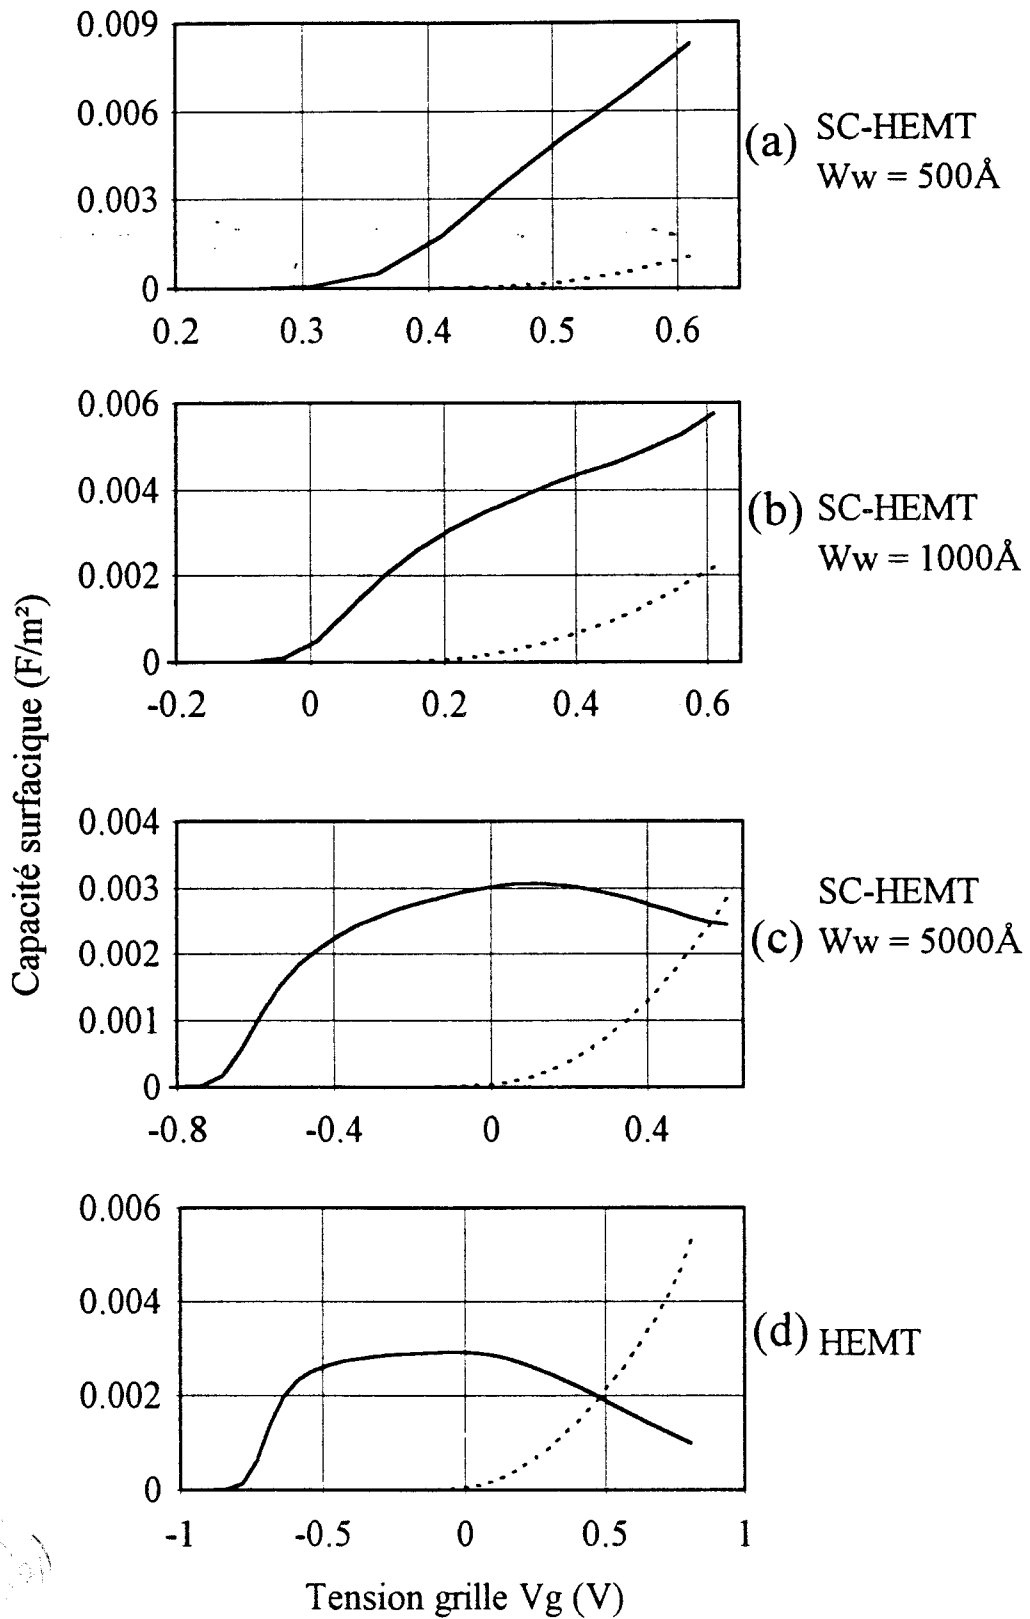 0.009
0.006
0.003
0
0.2 0.3 0.4 0.5 0.6
(a) SC-HEMT
Ww = 500Å
0.006
0.004
0.002
0
-0.2 0 0.2 0.4 0.6
(b) SC-HEMT
Ww = 1000Å
Capacité surfacique (F/m²)
0.004
0.003
0.002
0.001
0
-0.8 -0.4 0 0.4
(c) SC-HEMT
Ww = 5000Å
0.006
0.004
0.002
0
-1 -0.5 0 0.5 1
(d) HEMT
Tension grille Vg (V)